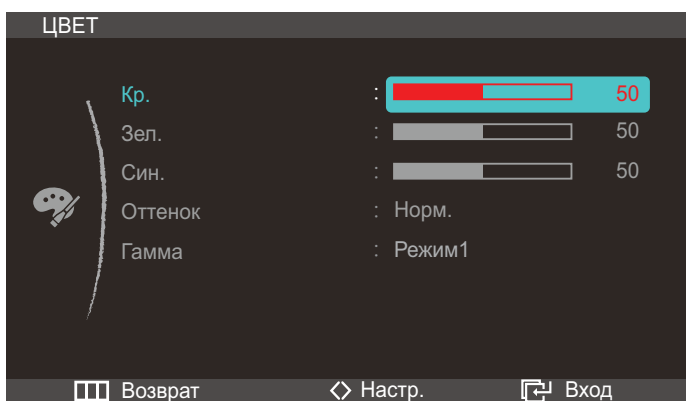 ЦВЕТ
Кр. : 50
Зел. : 50
Син. : 50
Оттенок : Норм.
Гамма : Режим1
Возврат Настр. Вход